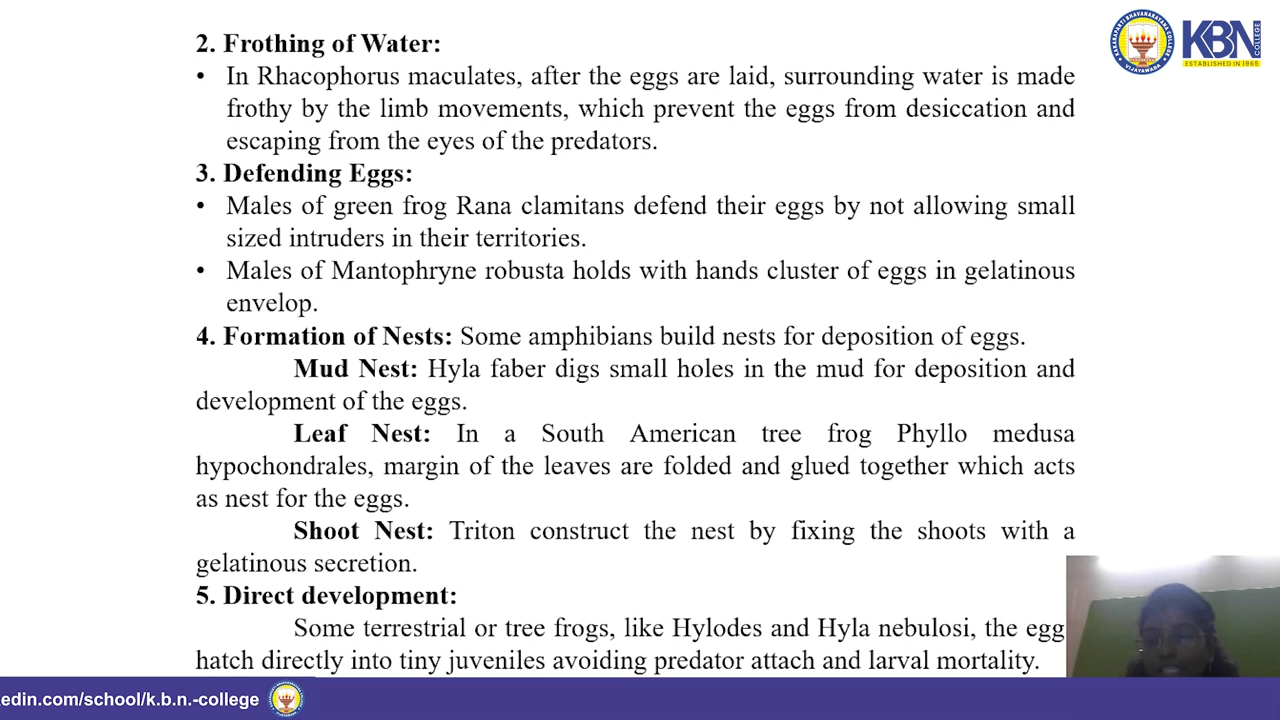 2. Frothing of Water:
• In Rhacophorus maculates, after the eggs are laid, surrounding water is made
frothy by the limb movements, which prevent the eggs from desiccation and
escaping from the eyes of the predators.
3. Defending Eggs:
• Males of green frog Rana clamitans defend their eggs by not allowing small
sized intruders in their territories.
• Males of Mantophryne robusta holds with hands cluster of eggs in gelatinous
envelop.
4. Formation of Nests: Some amphibians build nests for deposition of eggs.
Mud Nest: Hyla faber digs small holes in the mud for deposition and
development of the eggs.
Leaf Nest: In a South American tree frog Phyllo medusa
hypochondrales, margin of the leaves are folded and glued together which acts
as nest for the eggs.
Shoot Nest: Triton construct the nest by fixing the shoots with a
gelatinous secretion.
5. Direct development:
Some terrestrial or tree frogs, like Hylodes and Hyla nebulosi, the egg
hatch directly into tiny juveniles avoiding predator attach and larval mortality.
KAKARAPARTI BHAVANARAYANA COLLEGE
VIJAYAWADA
KBN
COLLEGE
ESTABLISHED IN 1965
kedin.com/school/k.b.n.-college